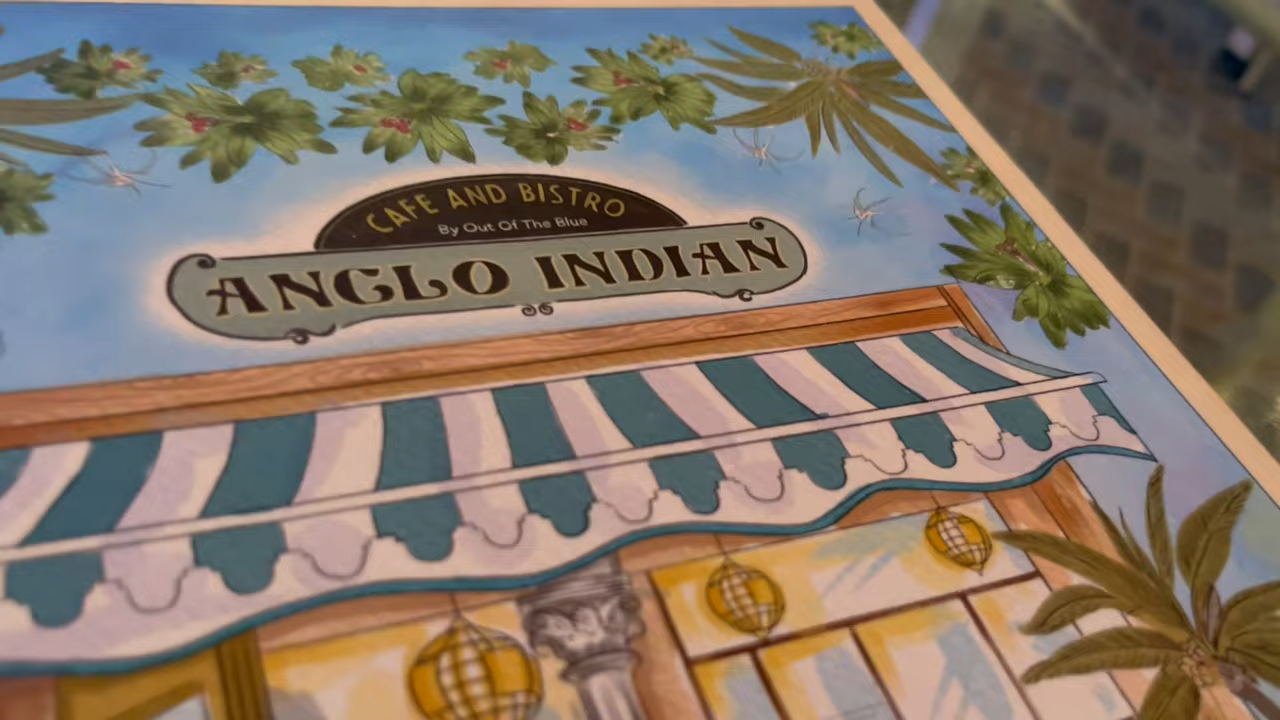 CAFE AND BISTRO
By Out Of The Blue
ANGLO INDIAN